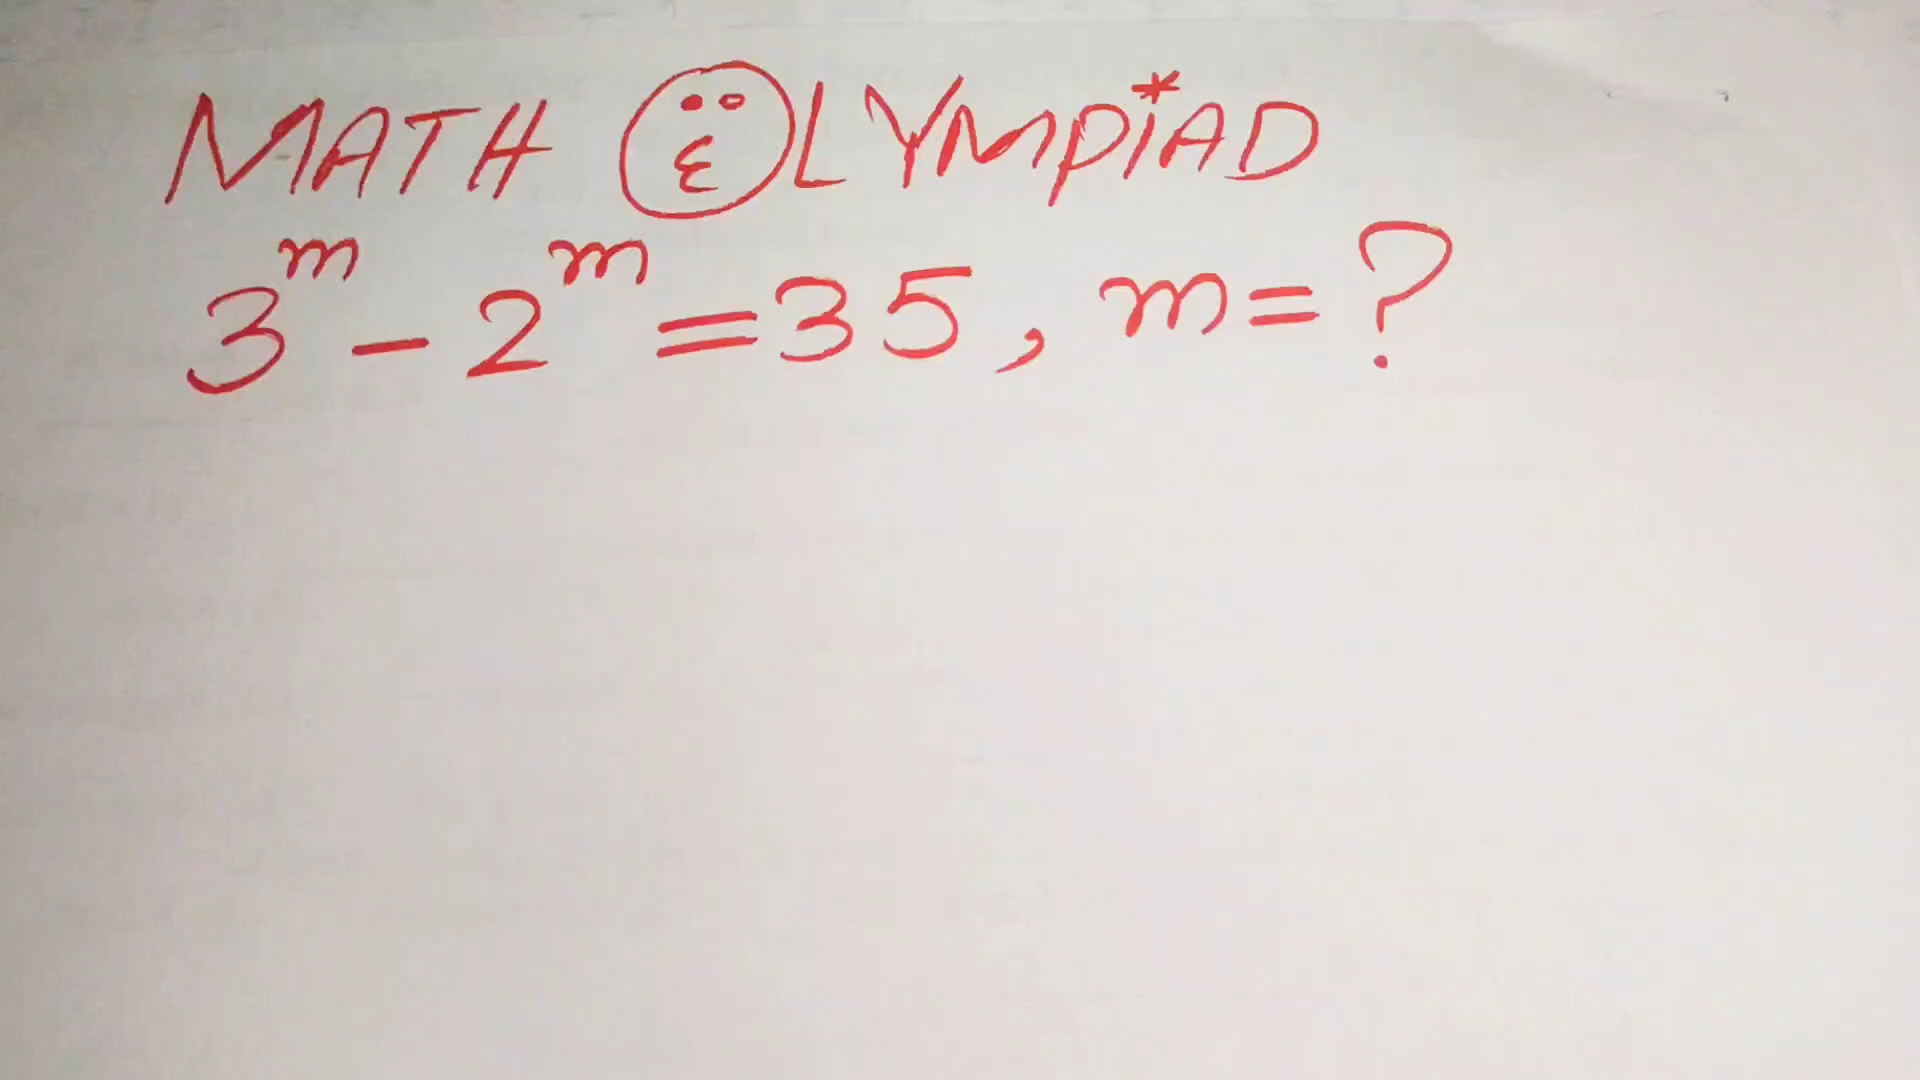 MATH OLYMPIAD
3^m - 2^m = 35, m = ?